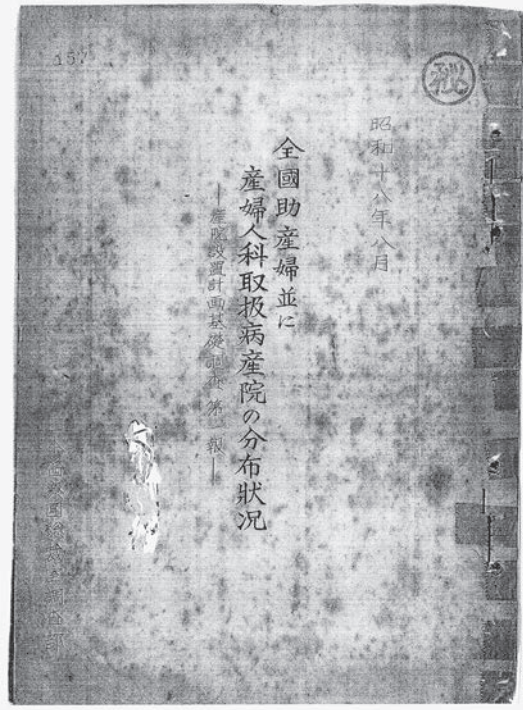 157
㊙
昭和十八年八月
全國助産婦並に
産婦人科取扱病産院の分布狀況
—産院設置計画基礎調査第一報—